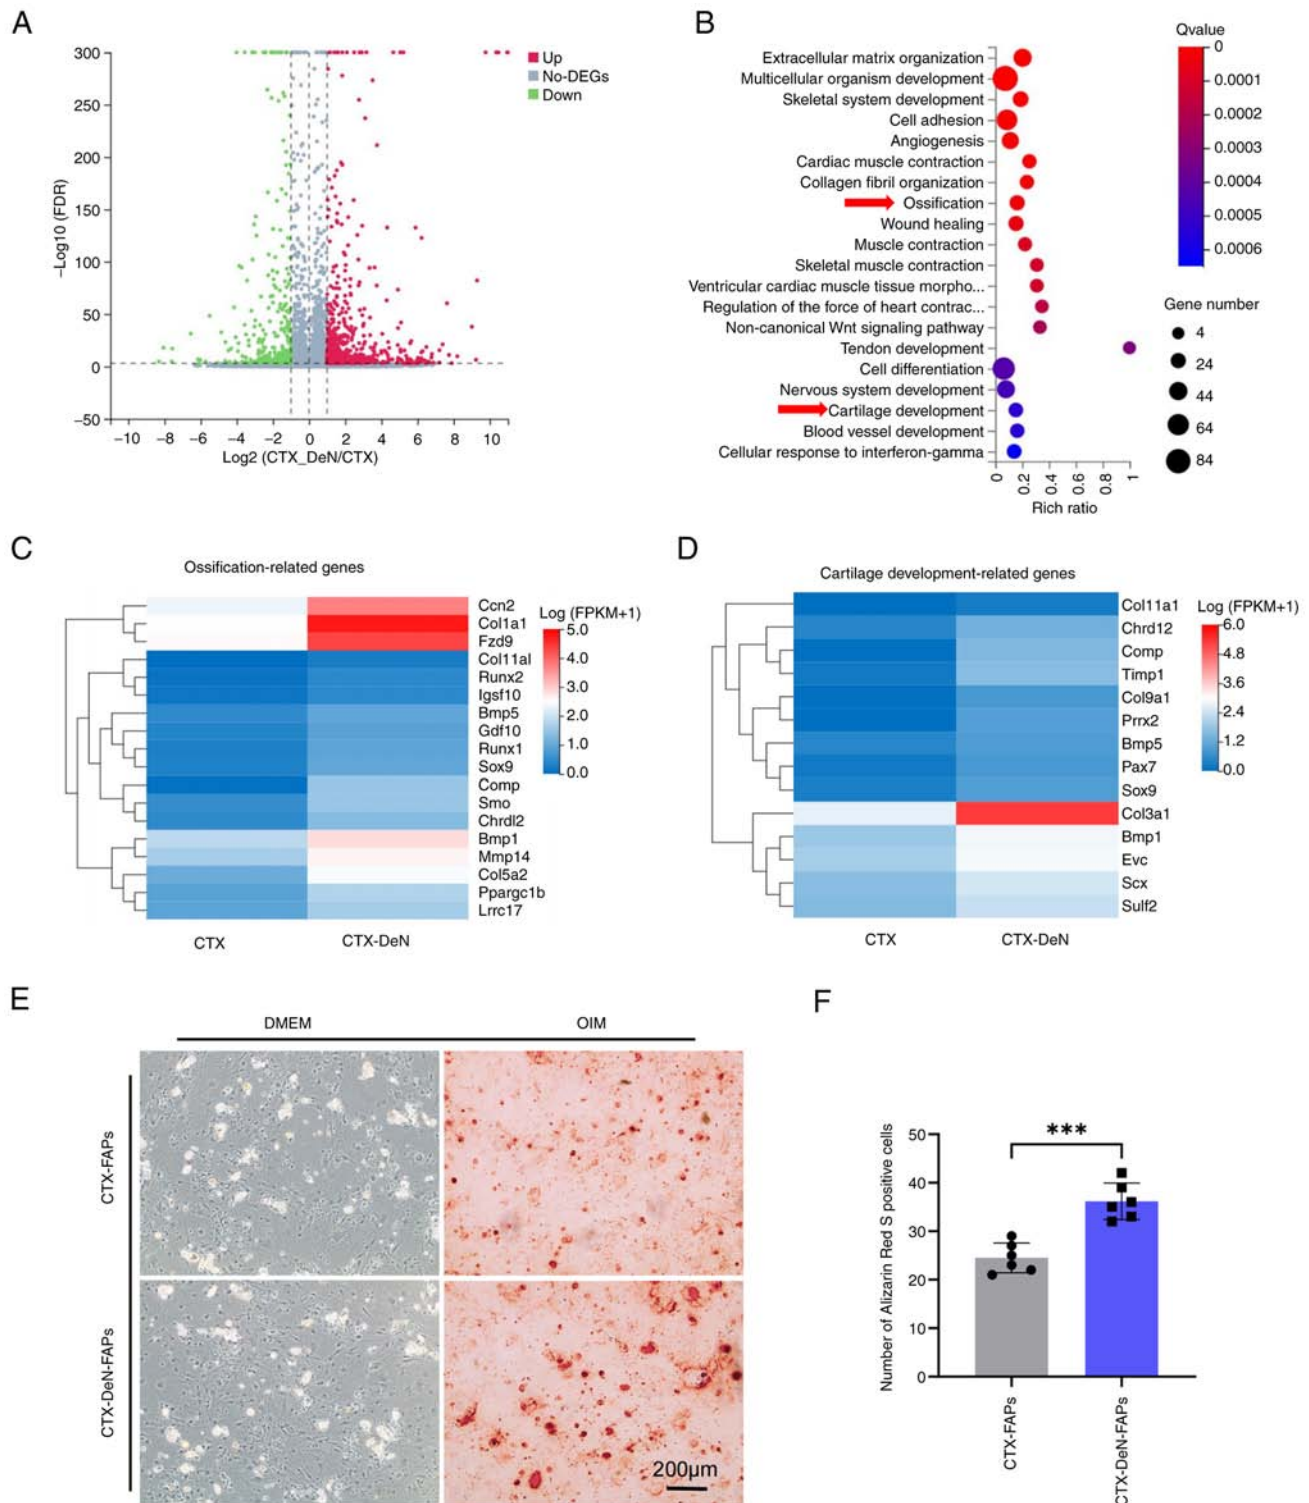 A
300
250
200
150
100
50
0
−50
−Log10 (FDR)
−10 −8 −6 −4 −2 0 2 4 6 8 10
Log2 (CTX_DeN/CTX)
Up
No-DEGs
Down
B
Extracellular matrix organization
Multicellular organism development
Skeletal system development
Cell adhesion
Angiogenesis
Cardiac muscle contraction
Collagen fibril organization
Ossification
Wound healing
Muscle contraction
Skeletal muscle contraction
Ventricular cardiac muscle tissue morpho...
Regulation of the force of heart contrac...
Non-canonical Wnt signaling pathway
Tendon development
Cell differentiation
Nervous system development
Cartilage development
Blood vessel development
Cellular response to interferon-gamma
0 0.2 0.4 0.6 0.8 1
Rich ratio
Qvalue
0
0.0001
0.0002
0.0003
0.0004
0.0005
0.0006
Gene number
4
24
44
64
84
C
Ossification-related genes
Ccn2
Col1a1
Fzd9
Col11al
Runx2
Igsf10
Bmp5
Gdf10
Runx1
Sox9
Comp
Smo
Chrdl2
Bmp1
Mmp14
Col5a2
Ppargc1b
Lrrc17
CTX CTX-DeN
Log (FPKM+1)
5.0
4.0
3.0
2.0
1.0
0.0
D
Cartilage development-related genes
Col11a1
Chrd12
Comp
Timp1
Col9a1
Prrx2
Bmp5
Pax7
Sox9
Col3a1
Bmp1
Evc
Scx
Sulf2
CTX CTX-DeN
Log (FPKM+1)
6.0
4.8
3.6
2.4
1.2
0.0
E
DMEM OIM
CTX-FAPs
CTX-DeN-FAPs
200μm
F
Number of Alizarin Red S positive cells
50
40
30
20
10
0
***
CTX-FAPs
CTX-DeN-FAPs